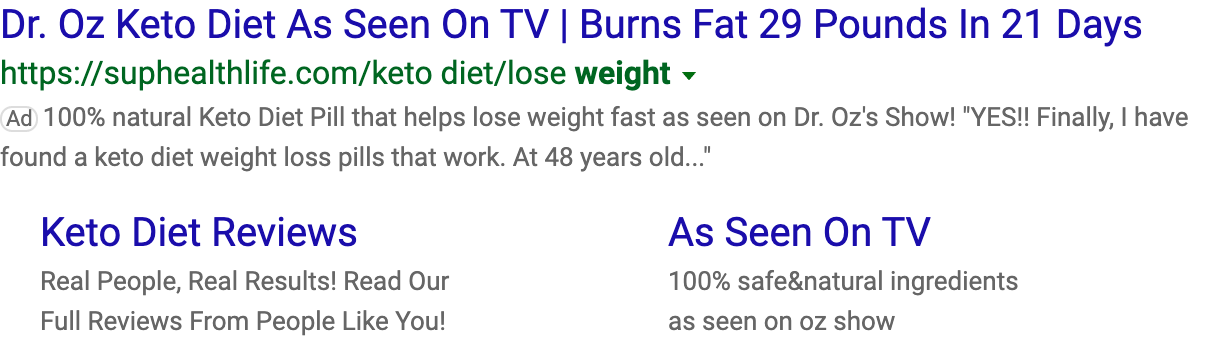 Dr. Oz Keto Diet As Seen On TV | Burns Fat 29 Pounds In 21 Days
https://suphealthlife.com/keto diet/lose weight
Ad 100% natural Keto Diet Pill that helps lose weight fast as seen on Dr. Oz's Show! "YES!! Finally, I have
found a keto diet weight loss pills that work. At 48 years old..."
Keto Diet Reviews
Real People, Real Results! Read Our
Full Reviews From People Like You!
As Seen On TV
100% safe&natural ingredients
as seen on oz show